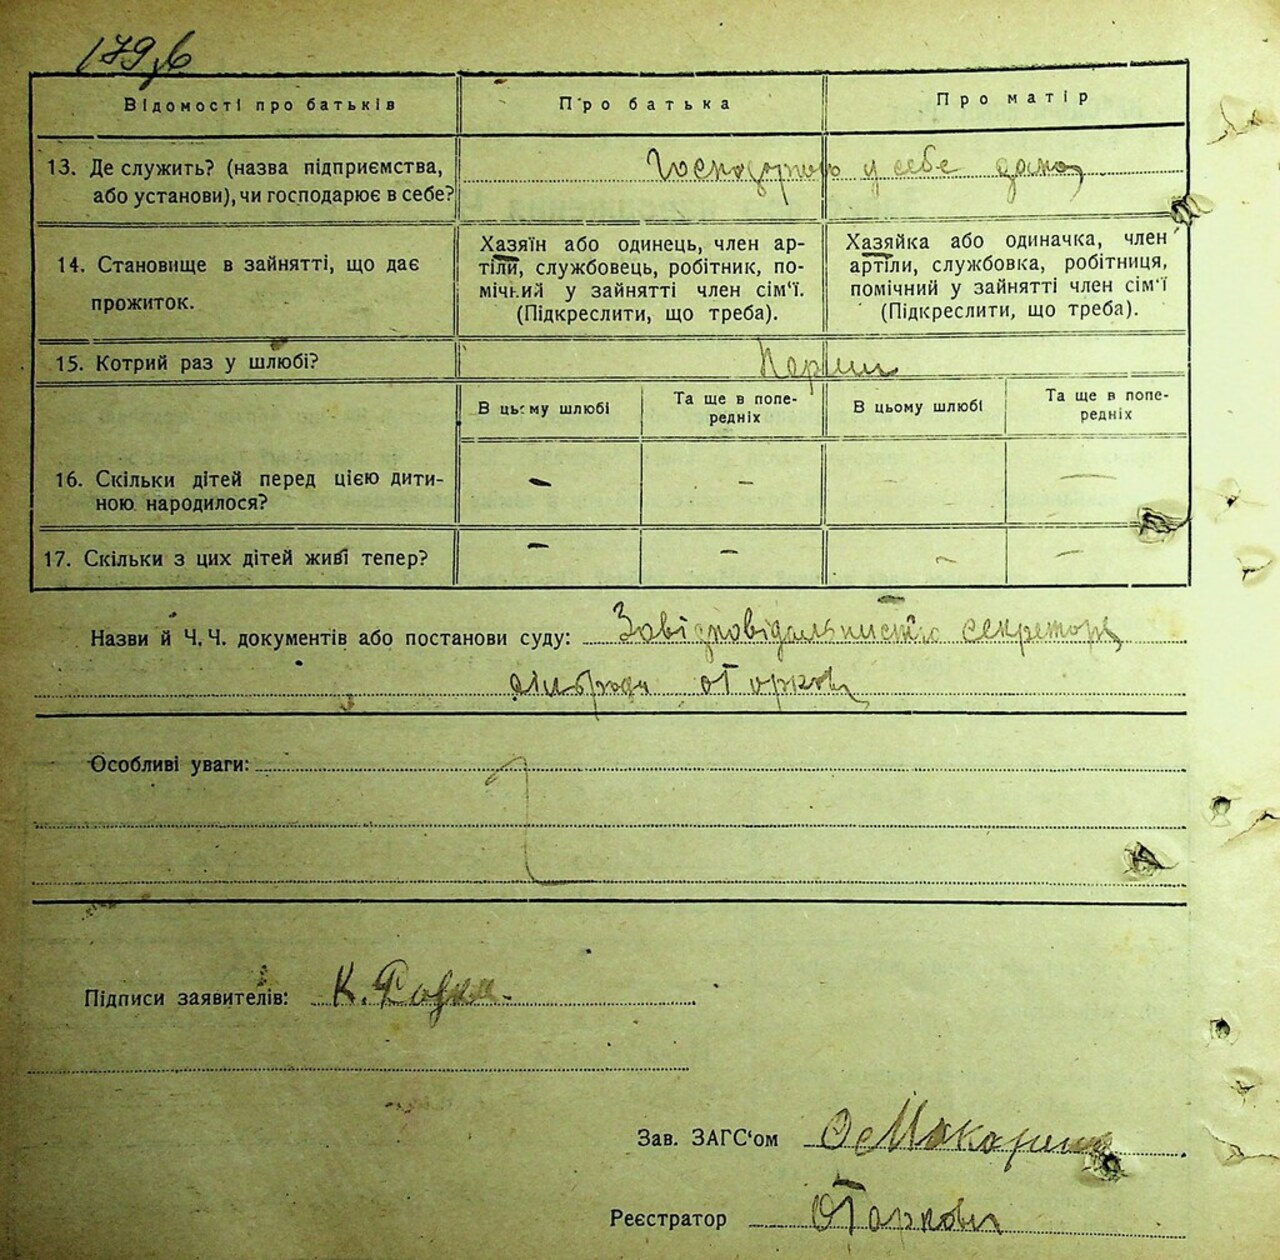 179, б
Відомості про батьків Про батька Про матір
13. Де служить? (назва підприємства,
або установи), чи господарює в себе? у себе дома
14. Становище в зайнятті, що дає
прожиток.
Хазяїн або одинець, член ар-
тіли, службовець, робітник, по-
мічний у зайнятті член сім'ї.
(Підкреслити, що треба).
Хазяйка або одиначка, член
артіли, службовка, робітниця,
помічний у зайнятті член сім'ї
(Підкреслити, що треба).
15. Котрий раз у шлюбі? Перший
В цьому шлюбі Та ще в попе-
редніх В цьому шлюбі Та ще в попе-
редніх
16. Скільки дітей перед цією дити-
ною народилося? — — —
17. Скільки з цих дітей живі тепер? — — — —
Назви й Ч.Ч. документів або постанови суду: За відповідальністю секретаря
Особливі уваги:
Підписи заявителів: К.
Зав. ЗАГС'ом
Реєстратор